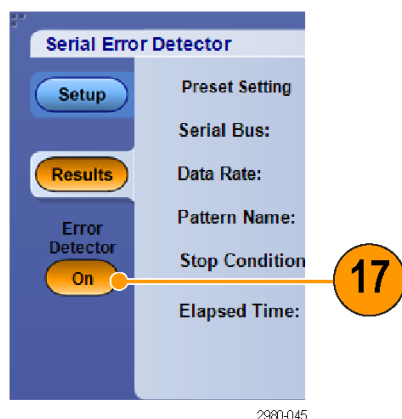 Serial Error Detector
Setup
Preset Setting
Serial Bus:
Results
Data Rate:
Pattern Name:
Error
Detector
On
Stop Condition
17
Elapsed Time:
2980-045